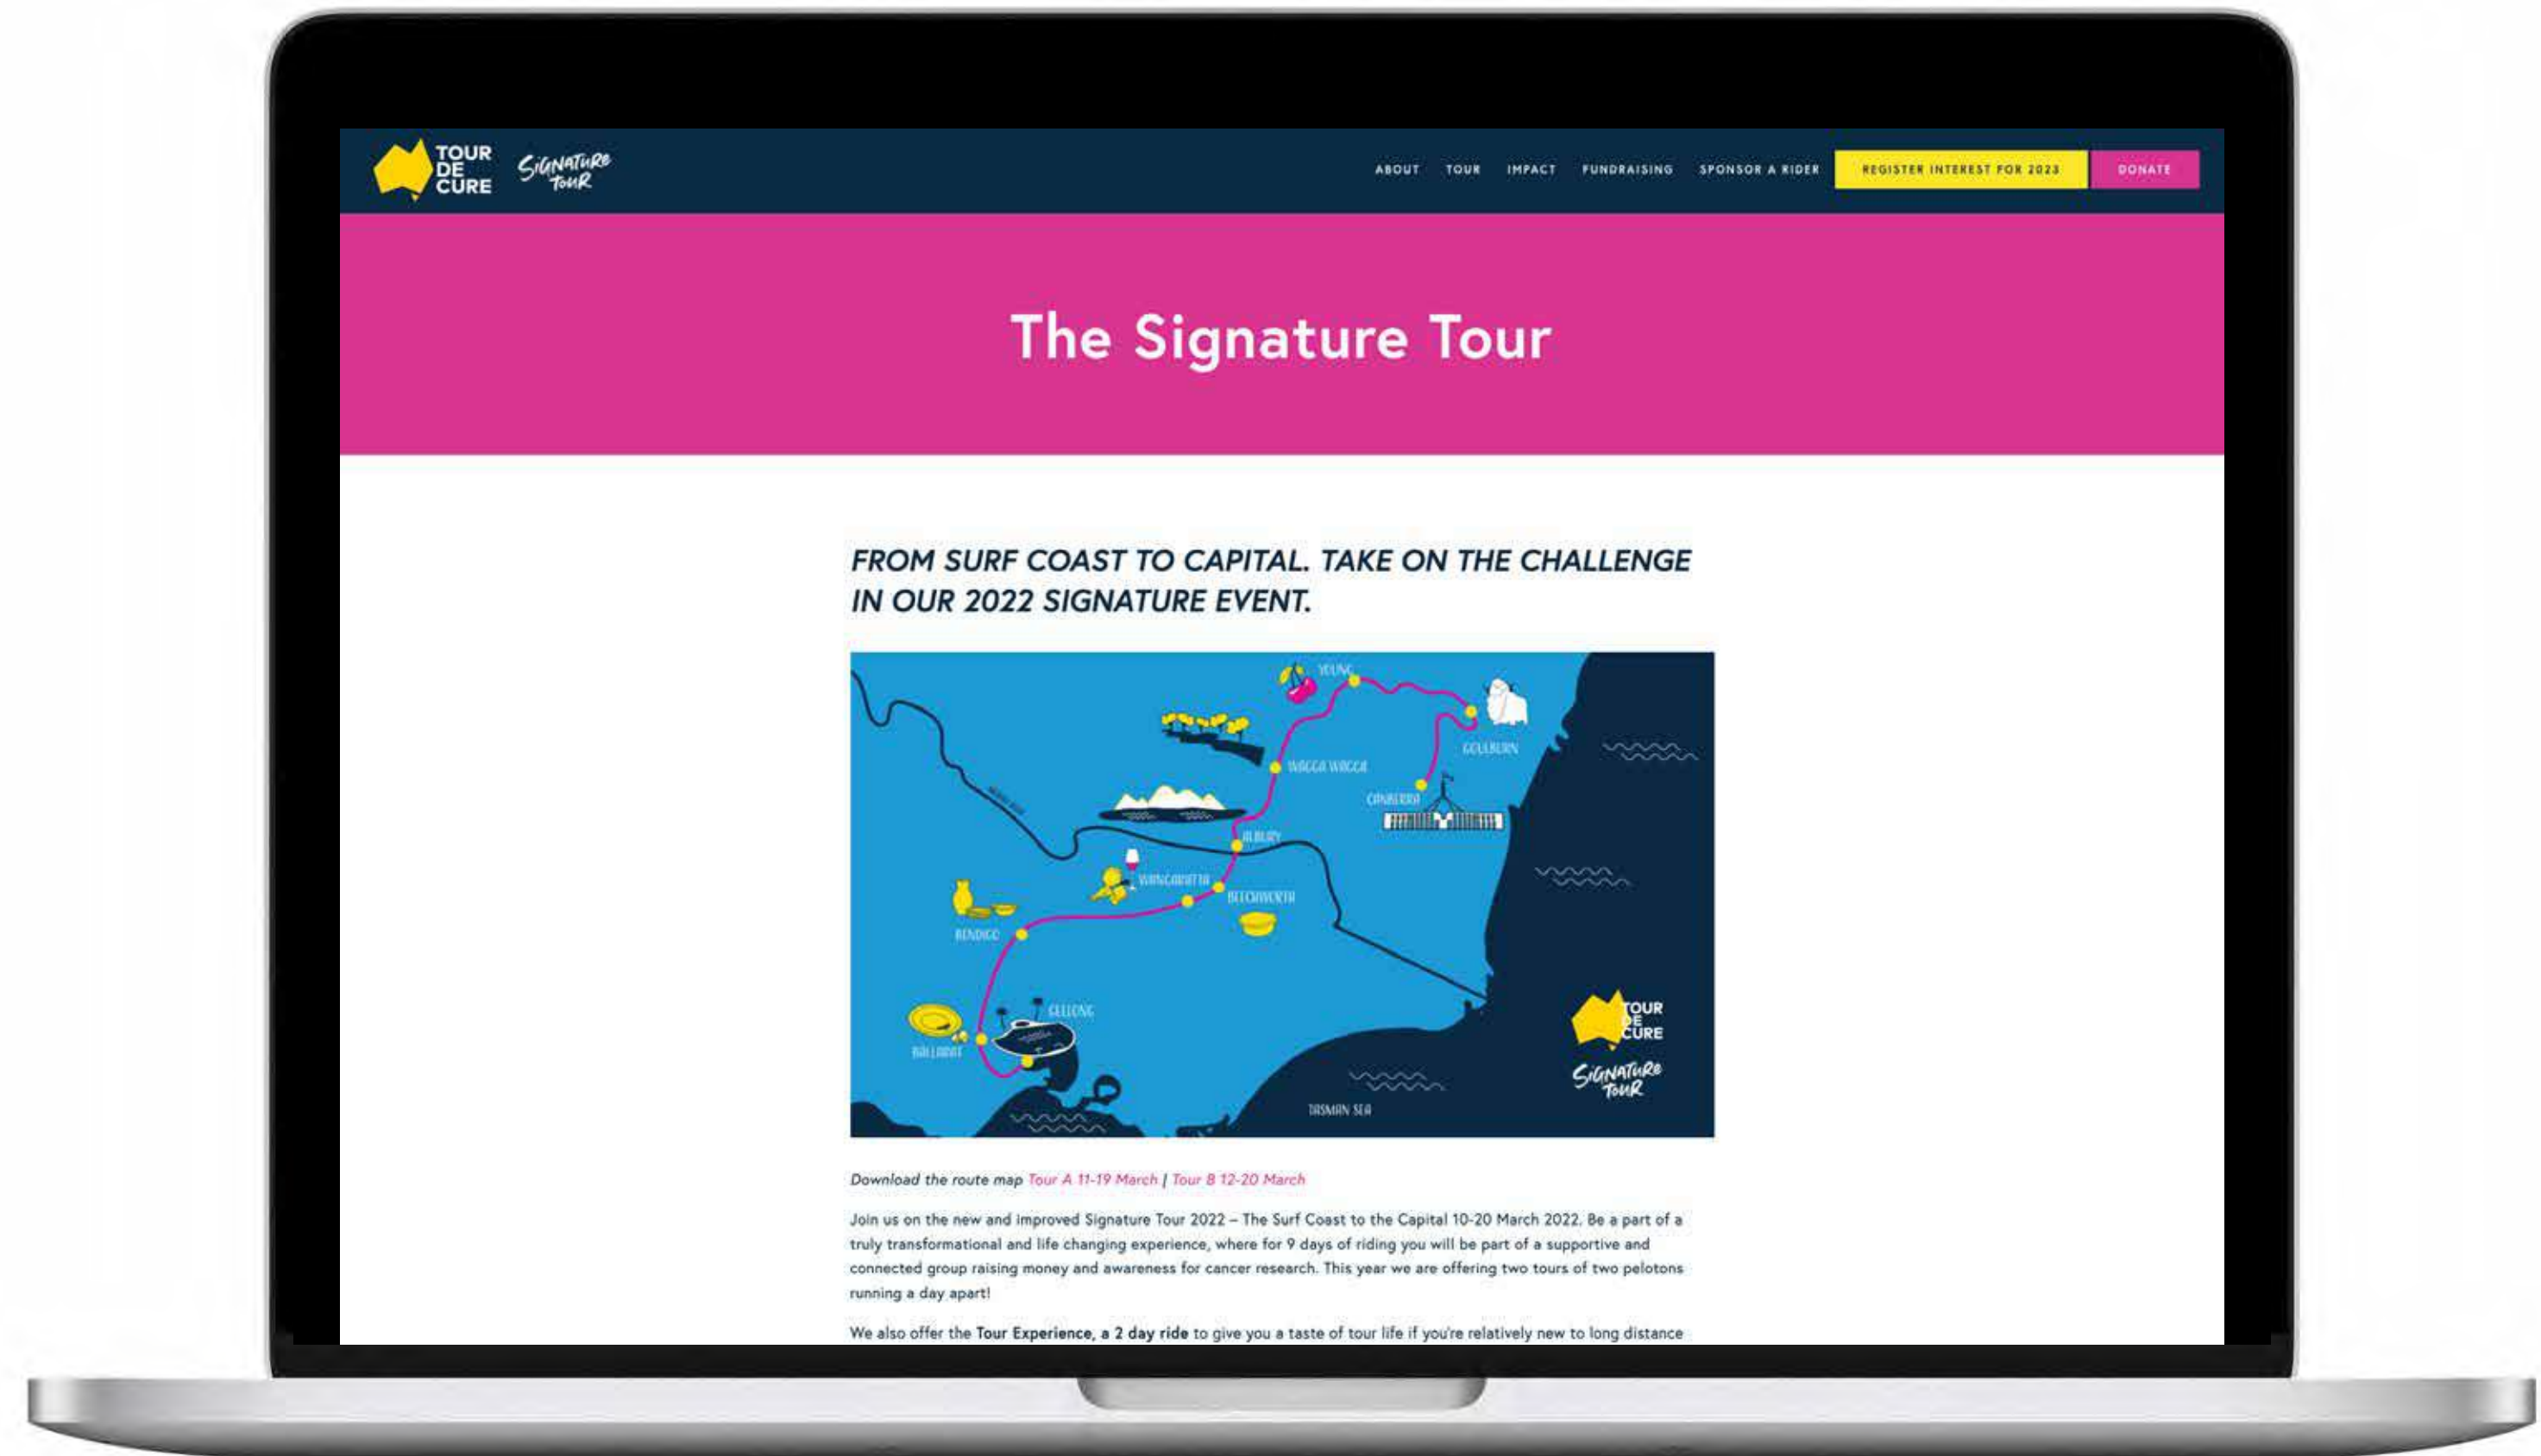 TOUR
DE
CURE
SIGNATURE
TOUR
ABOUT TOUR IMPACT FUNDRAISING SPONSOR A RIDER REGISTER INTEREST FOR 2023 DONATE
The Signature Tour
FROM SURF COAST TO CAPITAL. TAKE ON THE CHALLENGE
IN OUR 2022 SIGNATURE EVENT.
YOUNG
GOULBURN
WAGGA WAGGA
CANBERRA
ALBURY
WANGARATTA
BEECHWORTH
BENDIGO
GEELONG
BALLARAT
TASMAN SEA
TOUR
DE
CURE
SIGNATURE
TOUR
Download the route map Tour A 11-19 March | Tour B 12-20 March
Join us on the new and improved Signature Tour 2022 – The Surf Coast to the Capital 10-20 March 2022. Be a part of a
truly transformational and life changing experience, where for 9 days of riding you will be part of a supportive and
connected group raising money and awareness for cancer research. This year we are offering two tours of two pelotons
running a day apart!
We also offer the Tour Experience, a 2 day ride to give you a taste of tour life if you're relatively new to long distance